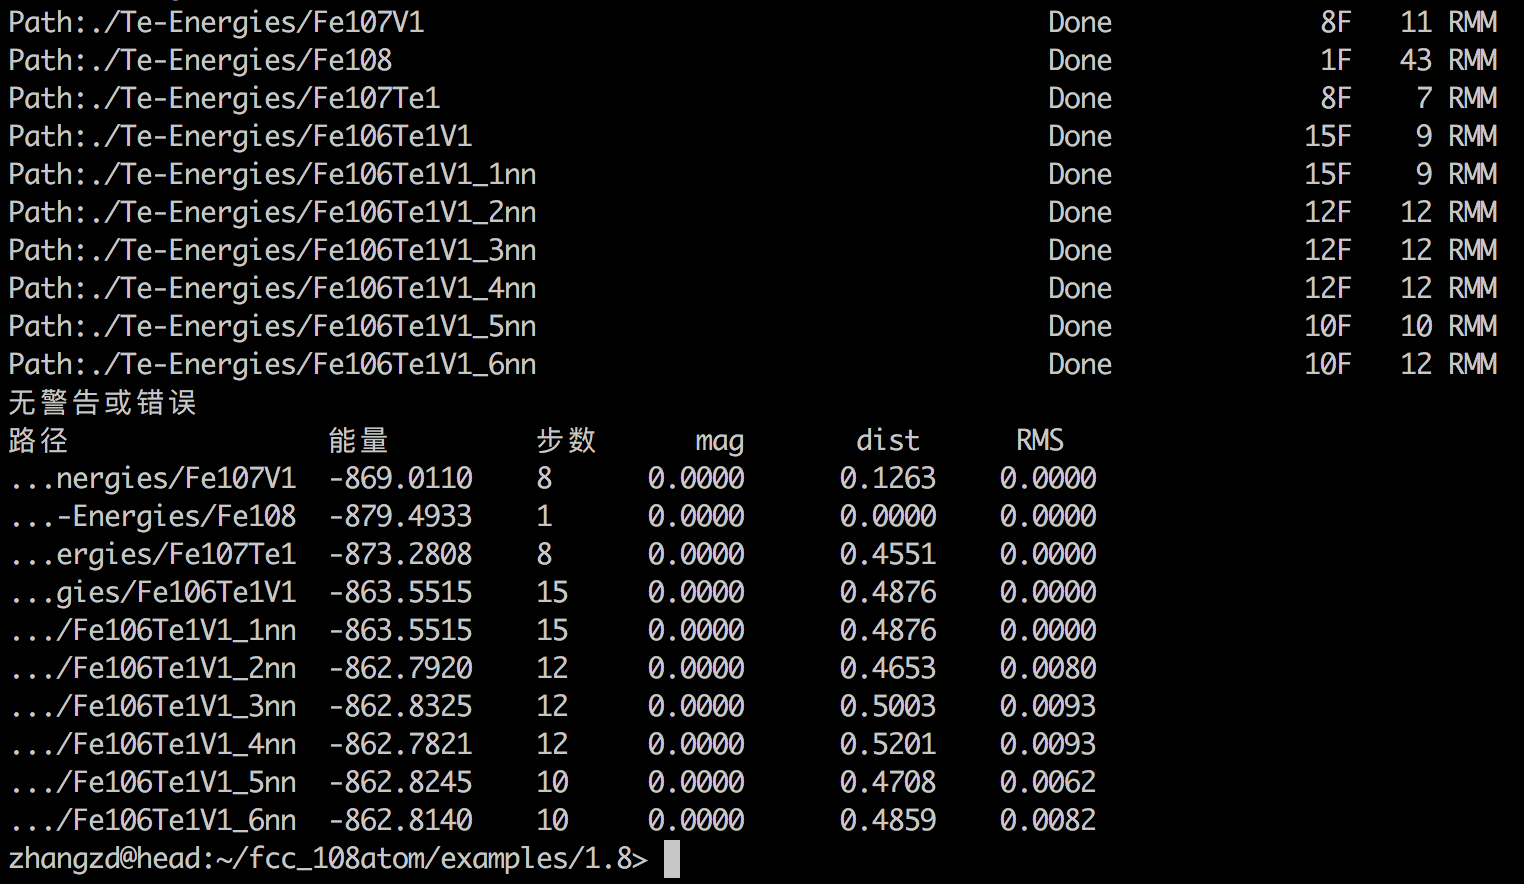 Path:./Te-Energies/Fe107V1 Done 8F 11 RMM
Path:./Te-Energies/Fe108 Done 1F 43 RMM
Path:./Te-Energies/Fe107Te1 Done 8F 7 RMM
Path:./Te-Energies/Fe106Te1V1 Done 15F 9 RMM
Path:./Te-Energies/Fe106Te1V1_1nn Done 15F 9 RMM
Path:./Te-Energies/Fe106Te1V1_2nn Done 12F 12 RMM
Path:./Te-Energies/Fe106Te1V1_3nn Done 12F 12 RMM
Path:./Te-Energies/Fe106Te1V1_4nn Done 12F 12 RMM
Path:./Te-Energies/Fe106Te1V1_5nn Done 10F 10 RMM
Path:./Te-Energies/Fe106Te1V1_6nn Done 10F 12 RMM
无警告或错误
路径 能量 步数 mag dist RMS
...nergies/Fe107V1 -869.0110 8 0.0000 0.1263 0.0000
...-Energies/Fe108 -879.4933 1 0.0000 0.0000 0.0000
...ergies/Fe107Te1 -873.2808 8 0.0000 0.4551 0.0000
...gies/Fe106Te1V1 -863.5515 15 0.0000 0.4876 0.0000
.../Fe106Te1V1_1nn -863.5515 15 0.0000 0.4876 0.0000
.../Fe106Te1V1_2nn -862.7920 12 0.0000 0.4653 0.0080
.../Fe106Te1V1_3nn -862.8325 12 0.0000 0.5003 0.0093
.../Fe106Te1V1_4nn -862.7821 12 0.0000 0.5201 0.0093
.../Fe106Te1V1_5nn -862.8245 10 0.0000 0.4708 0.0062
.../Fe106Te1V1_6nn -862.8140 10 0.0000 0.4859 0.0082
zhangzd@head:~/fcc_108atom/examples/1.8>